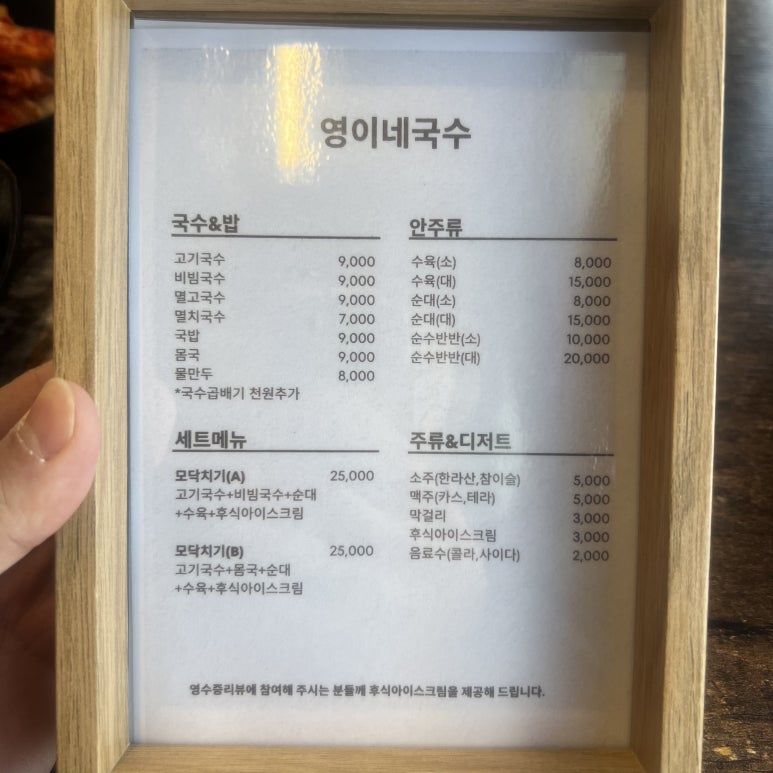 영이네국수
국수&밥
고기국수 9,000
비빔국수 9,000
멸고국수 9,000
멸치국수 7,000
국밥 9,000
몸국 9,000
물만두 8,000
*국수곱배기 천원추가
안주류
수육(소) 8,000
수육(대) 15,000
순대(소) 8,000
순대(대) 15,000
순수반반(소) 10,000
순수반반(대) 20,000
세트메뉴
모닥치기(A) 25,000
고기국수+비빔국수+순대
+수육+후식아이스크림
모닥치기(B) 25,000
고기국수+몸국+순대
+수육+후식아이스크림
주류&디저트
소주(한라산,참이슬) 5,000
맥주(카스,테라) 5,000
막걸리 3,000
후식아이스크림 3,000
음료수(콜라,사이다) 2,000
영수증리뷰에 참여해 주시는 분들께 후식아이스크림을 제공해 드립니다.